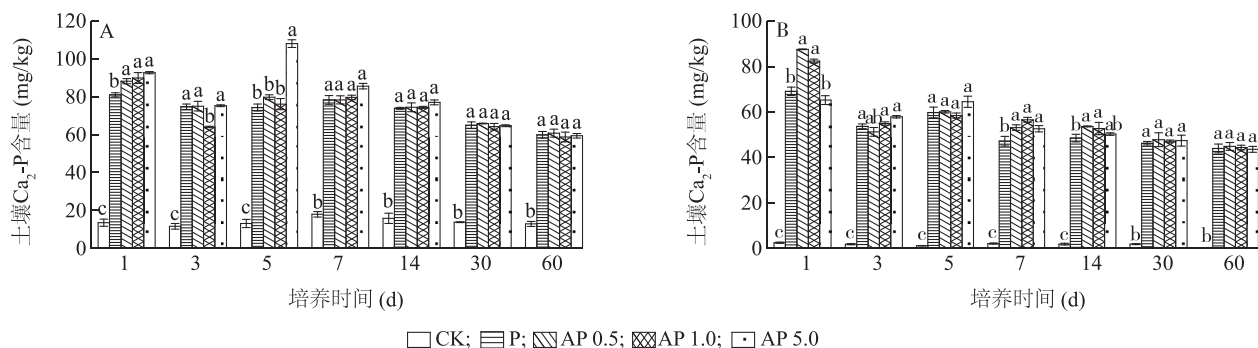 A
土壤Ca₂-P含量 (mg/kg)
120
100
80
60
40
20
0
c b a a a
c a a b a
c b b b a
b a a a a
b a a a a
b a a a a
b a a a a
1 3 5 7 14 30 60
培养时间 (d)
B
土壤Ca₂-P含量 (mg/kg)
100
80
60
40
20
0
c b a a b
c a b a b a
c a a a a
c b a a a
c b a a a b
b a a a a
b a a a a
1 3 5 7 14 30 60
培养时间 (d)
CK; P; AP 0.5; AP 1.0; AP 5.0